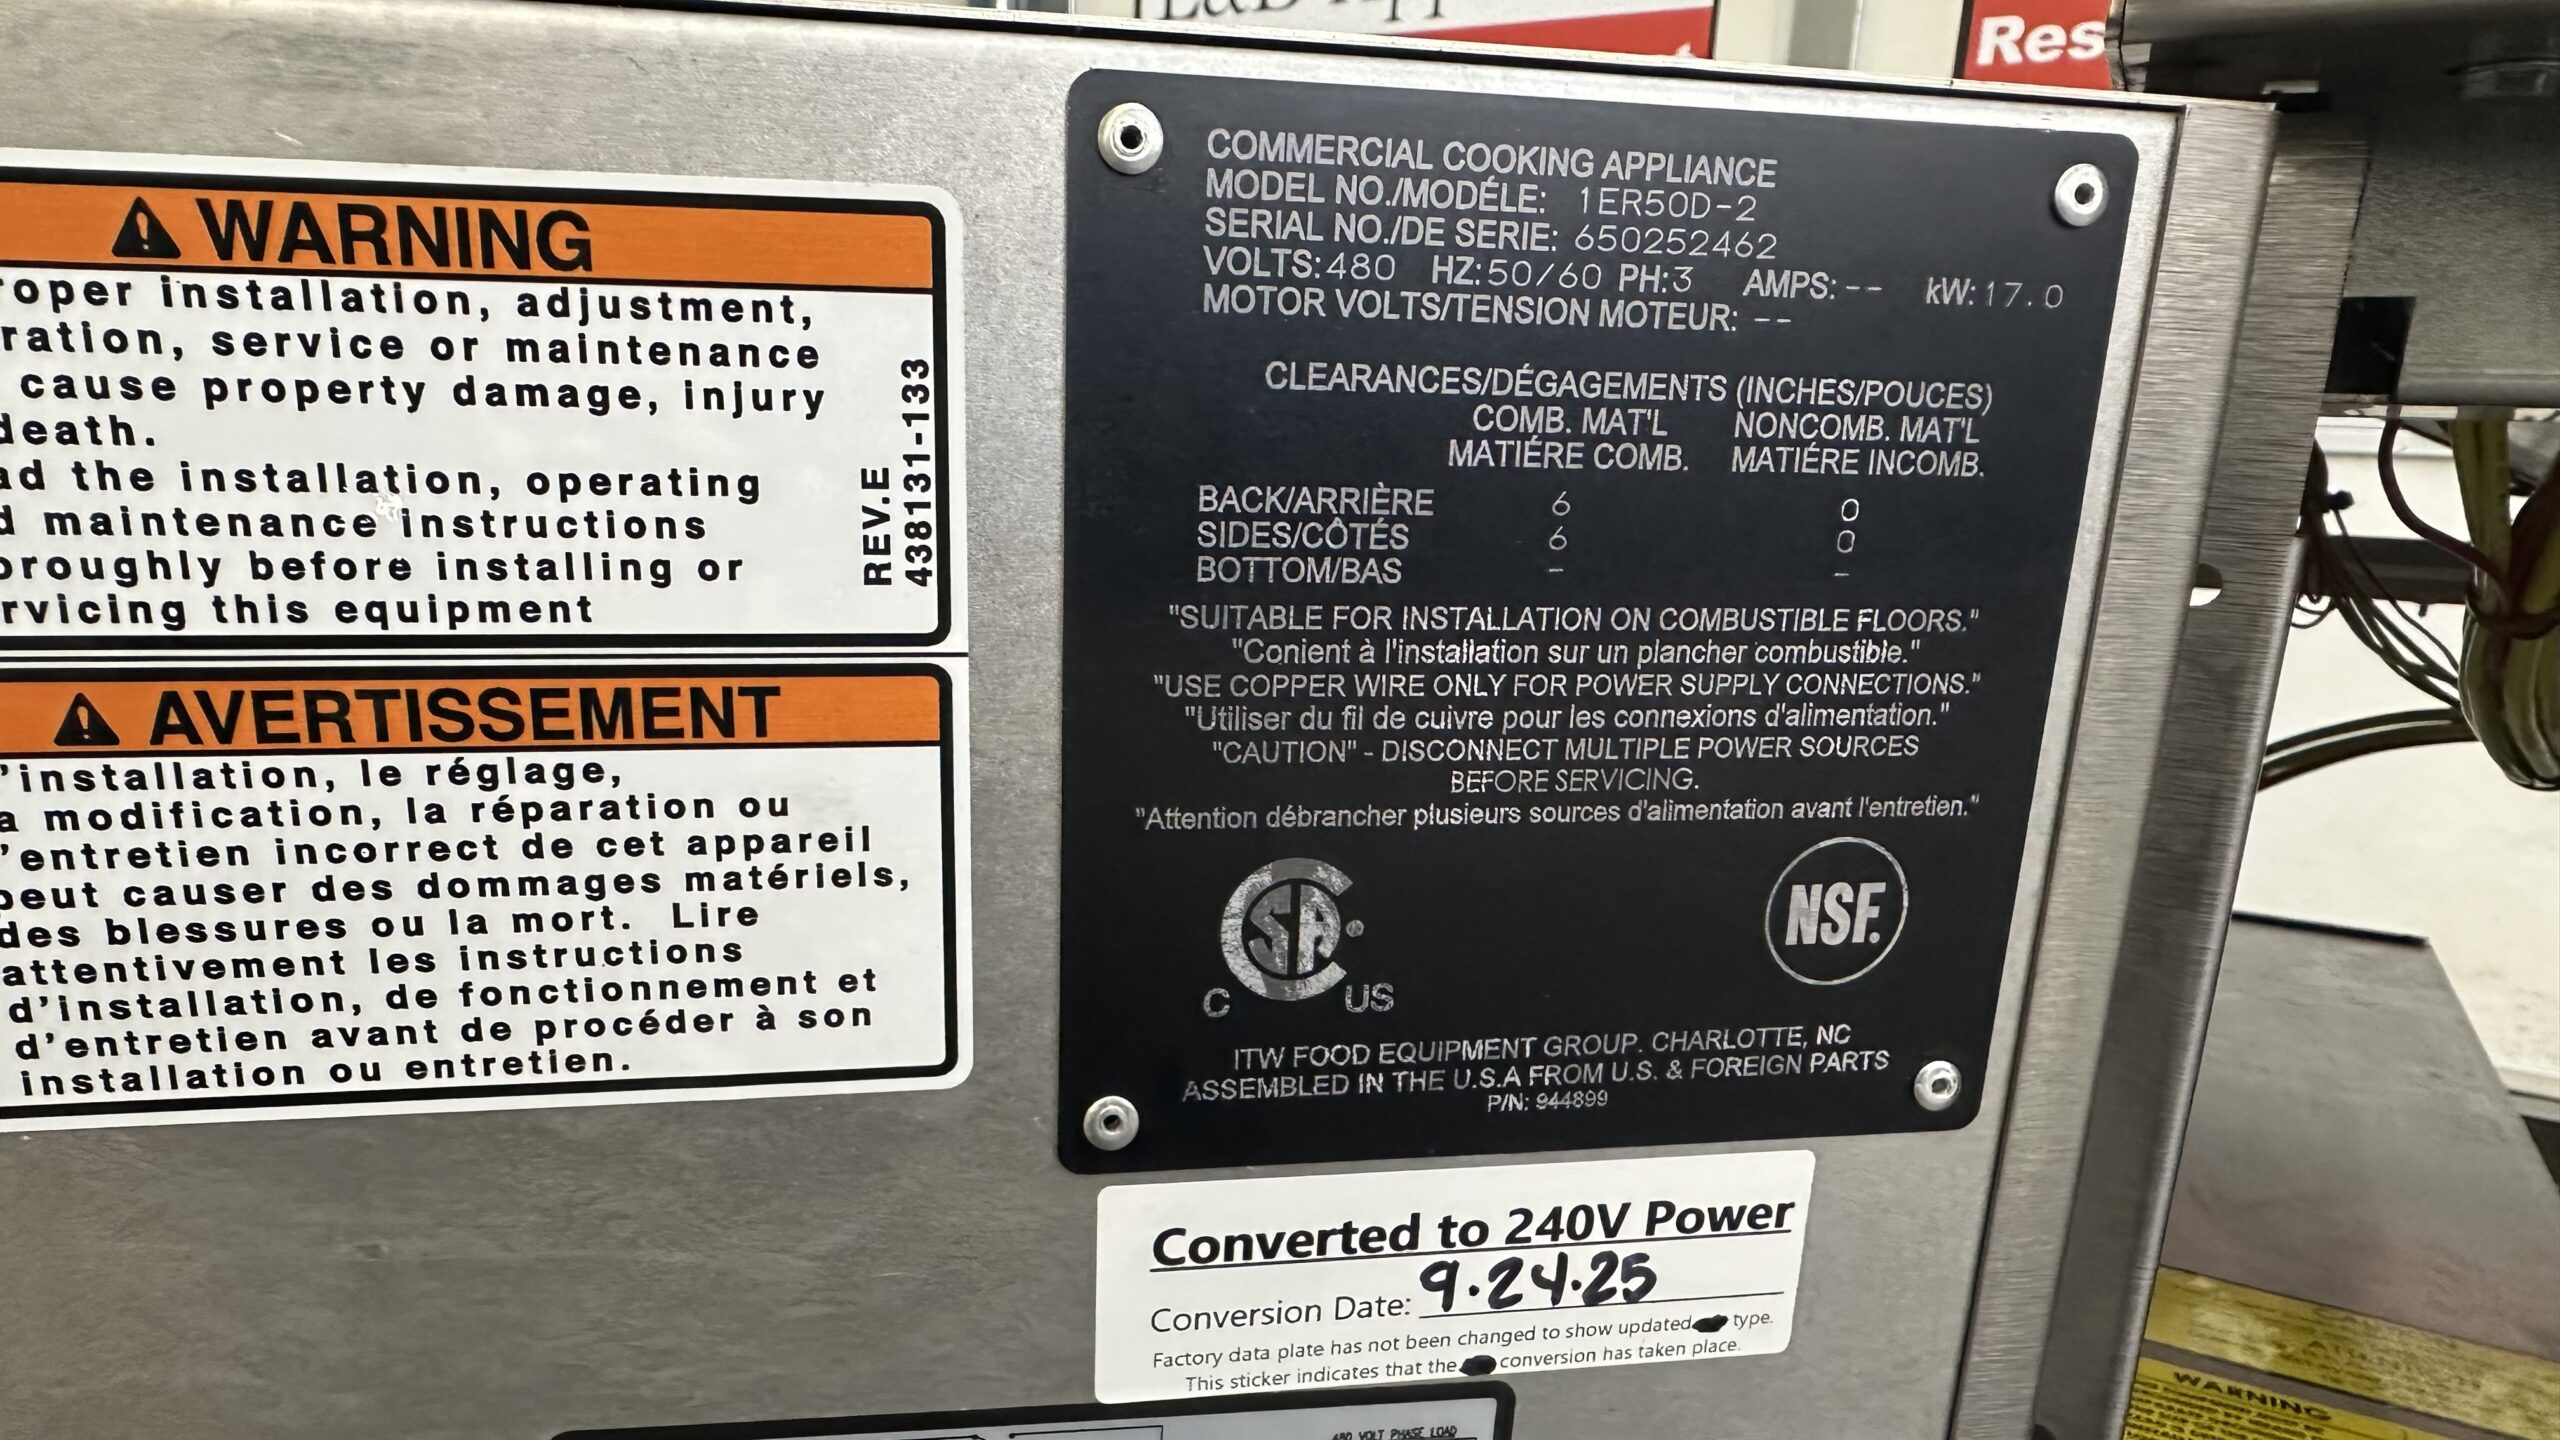 Res
WARNING
oper installation, adjustment,
ration, service or maintenance
cause property damage, injury
death.
ad the installation, operating
d maintenance instructions
oroughly before installing or
rvicing this equipment
REV.E
438131-133
AVERTISSEMENT
'installation, le réglage,
a modification, la réparation ou
'entretien incorrect de cet appareil
peut causer des dommages matériels,
des blessures ou la mort. Lire
attentivement les instructions
d'installation, de fonctionnement et
d'entretien avant de procéder à son
installation ou entretien.
COMMERCIAL COOKING APPLIANCE
MODEL NO./MODÉLE: 1ER50D-2
SERIAL NO./DE SERIE: 650252462
VOLTS:480 HZ:50/60 PH:3 AMPS:-- kW:17.0
MOTOR VOLTS/TENSION MOTEUR: --
CLEARANCES/DÉGAGEMENTS (INCHES/POUCES)
COMB. MAT'L NONCOMB. MAT'L
MATIÉRE COMB. MATIÉRE INCOMB.
BACK/ARRIÈRE 6 0
SIDES/CÔTÉS 6 0
BOTTOM/BAS - -
"SUITABLE FOR INSTALLATION ON COMBUSTIBLE FLOORS."
"Conient à l'installation sur un plancher combustible."
"USE COPPER WIRE ONLY FOR POWER SUPPLY CONNECTIONS."
"Utiliser du fil de cuivre pour les connexions d'alimentation."
"CAUTION" - DISCONNECT MULTIPLE POWER SOURCES
BEFORE SERVICING.
"Attention débrancher plusieurs sources d'alimentation avant l'entretien."
CSA
C US
NSF.
ITW FOOD EQUIPMENT GROUP. CHARLOTTE, NC
ASSEMBLED IN THE U.S.A FROM U.S. & FOREIGN PARTS
P/N: 944899
Converted to 240V Power
Conversion Date: 9.24.25
Factory data plate has not been changed to show updated type.
This sticker indicates that the conversion has taken place.
480 VOLT PHASE LOAD
WARNING